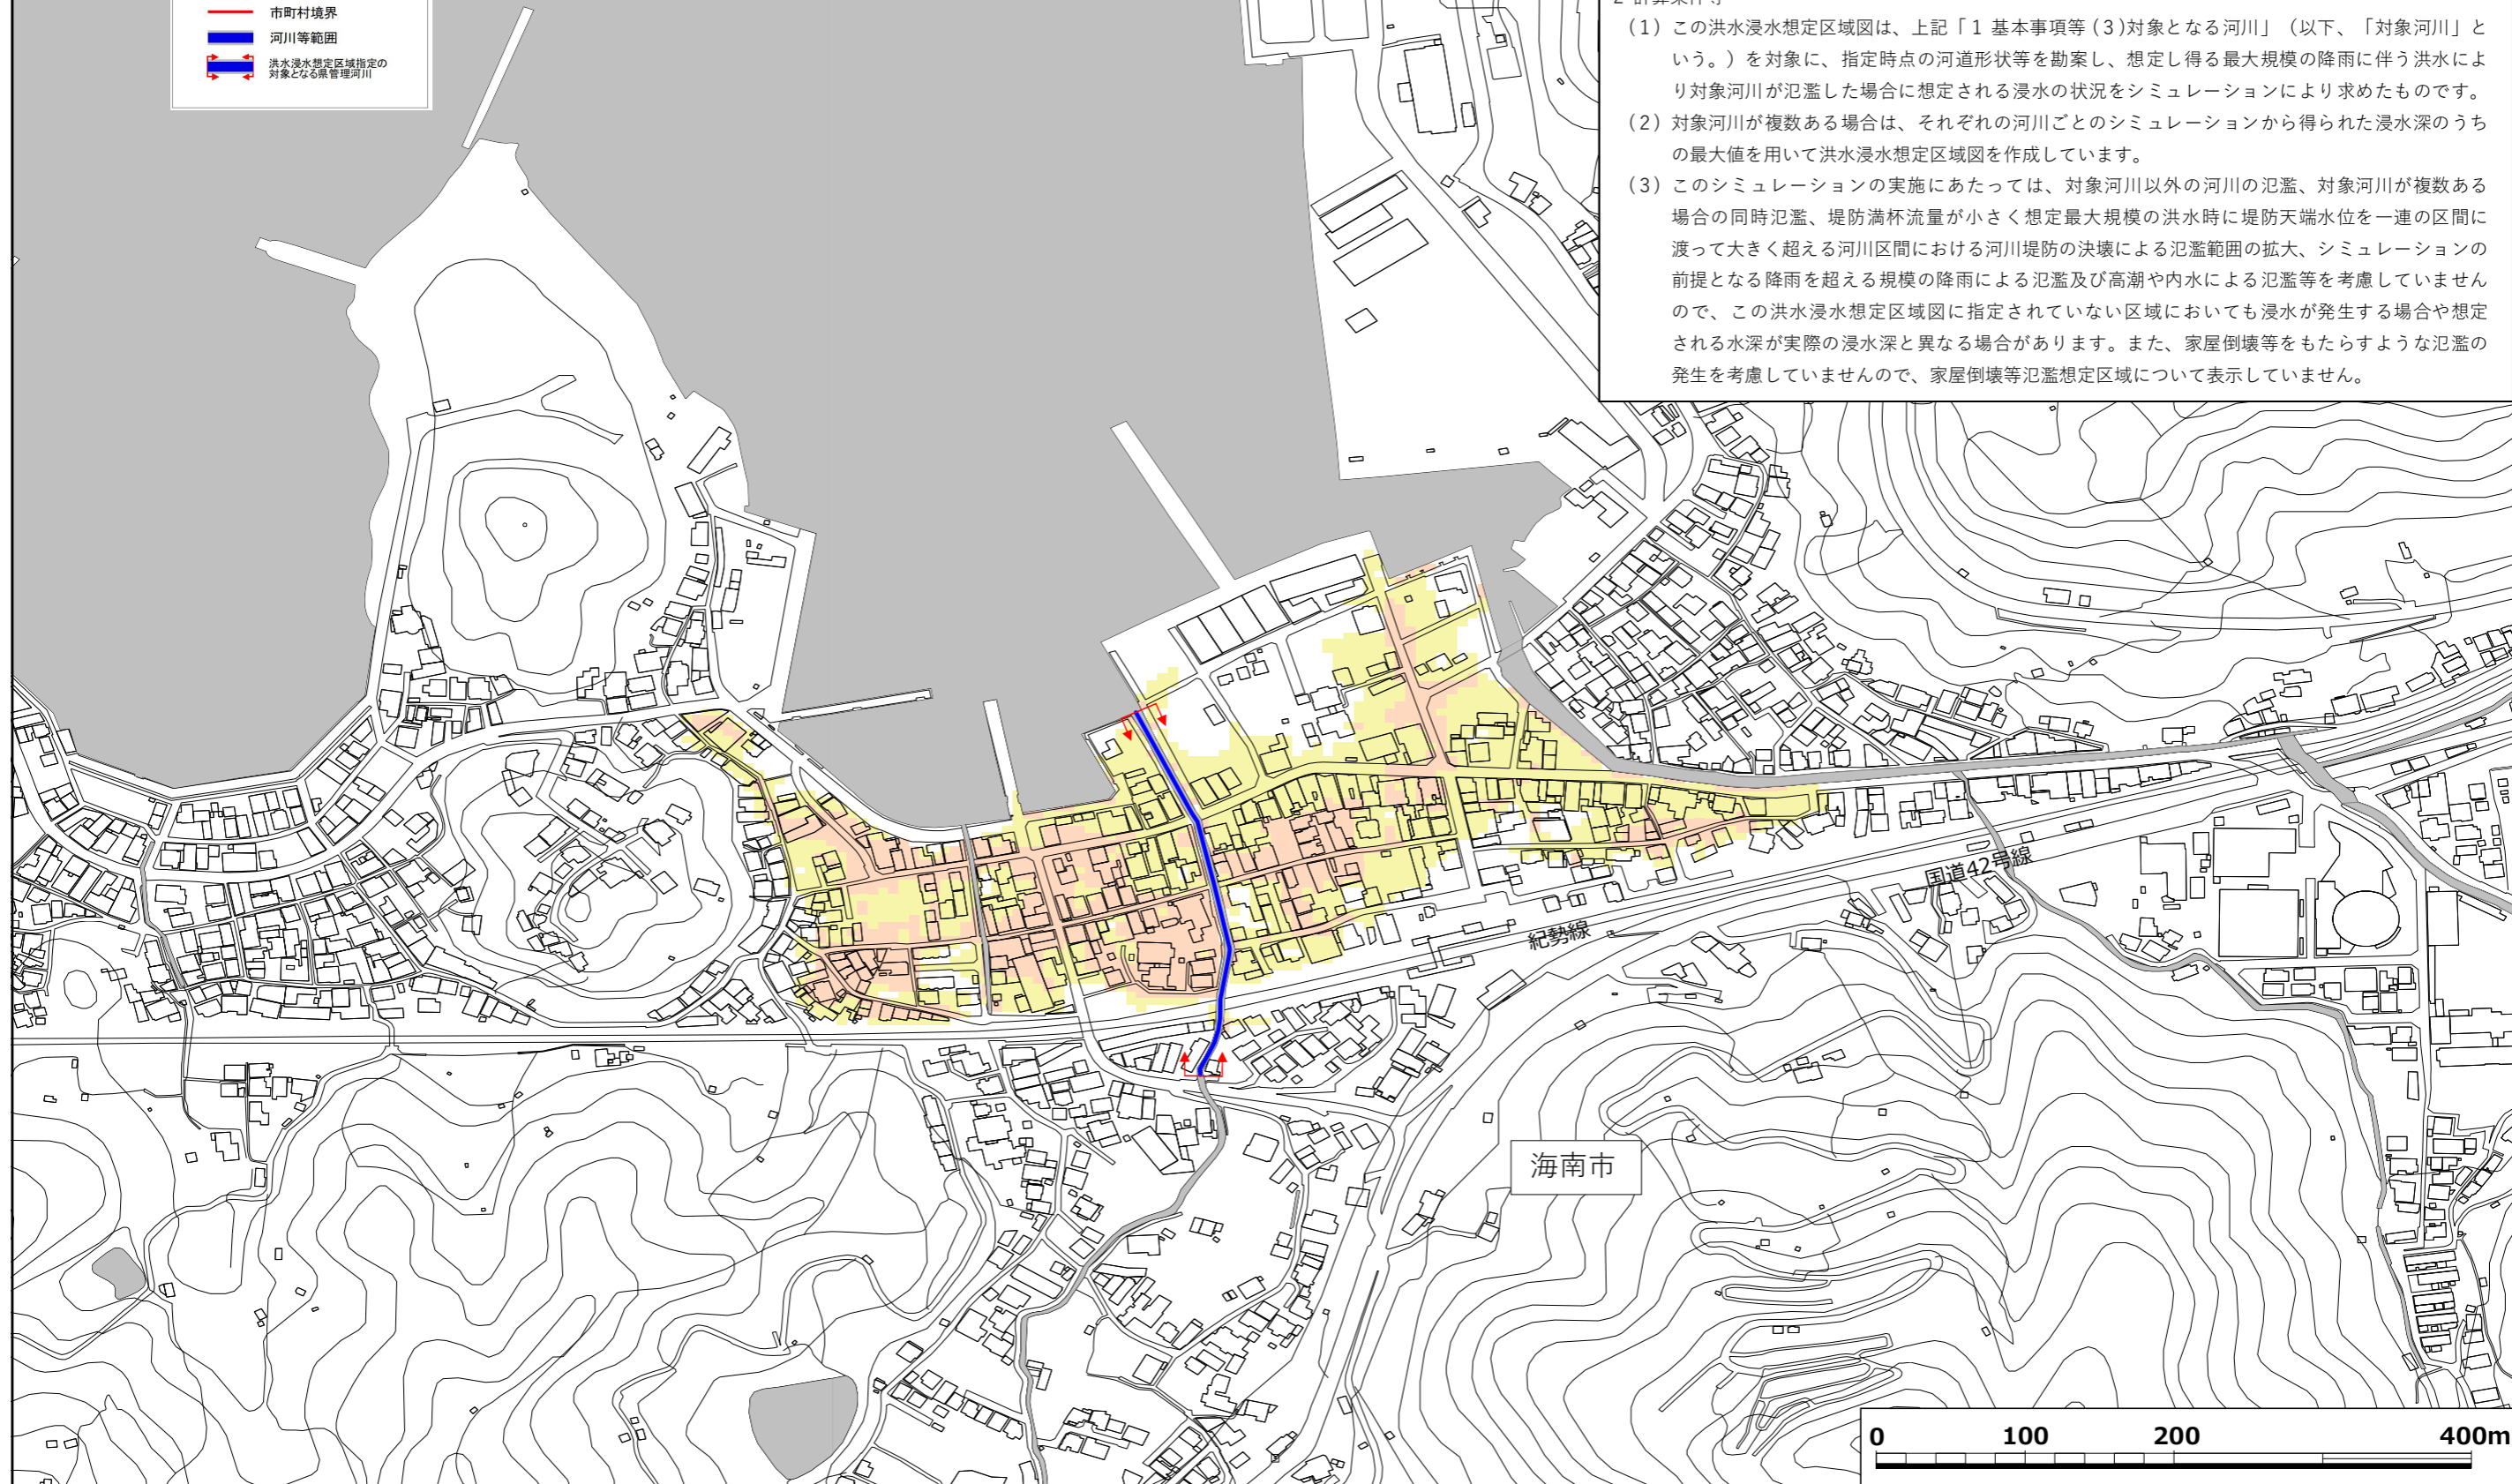 市町村境界
河川等範囲
洪水浸水想定区域指定の
対象となる県管理河川
2 計算条件等
(1) この洪水浸水想定区域図は、上記「1 基本事項等 (3)対象となる河川」（以下、「対象河川」と
いう。）を対象に、指定時点の河道形状等を勘案し、想定し得る最大規模の降雨に伴う洪水によ
り対象河川が氾濫した場合に想定される浸水の状況をシミュレーションにより求めたものです。
(2) 対象河川が複数ある場合は、それぞれの河川ごとのシミュレーションから得られた浸水深のうち
の最大値を用いて洪水浸水想定区域図を作成しています。
(3) このシミュレーションの実施にあたっては、対象河川以外の河川の氾濫、対象河川が複数ある
場合の同時氾濫、堤防満杯流量が小さく想定最大規模の洪水時に堤防天端水位を一連の区間に
渡って大きく超える河川区間における河川堤防の決壊による氾濫範囲の拡大、シミュレーションの
前提となる降雨を超える規模の降雨による氾濫及び高潮や内水による氾濫等を考慮していません
ので、この洪水浸水想定区域図に指定されていない区域においても浸水が発生する場合や想定
される水深が実際の浸水深と異なる場合があります。また、家屋倒壊等をもたらすような氾濫の
発生を考慮していませんので、家屋倒壊等氾濫想定区域について表示していません。
国道42号線
紀勢線
海南市
0 100 200 400m